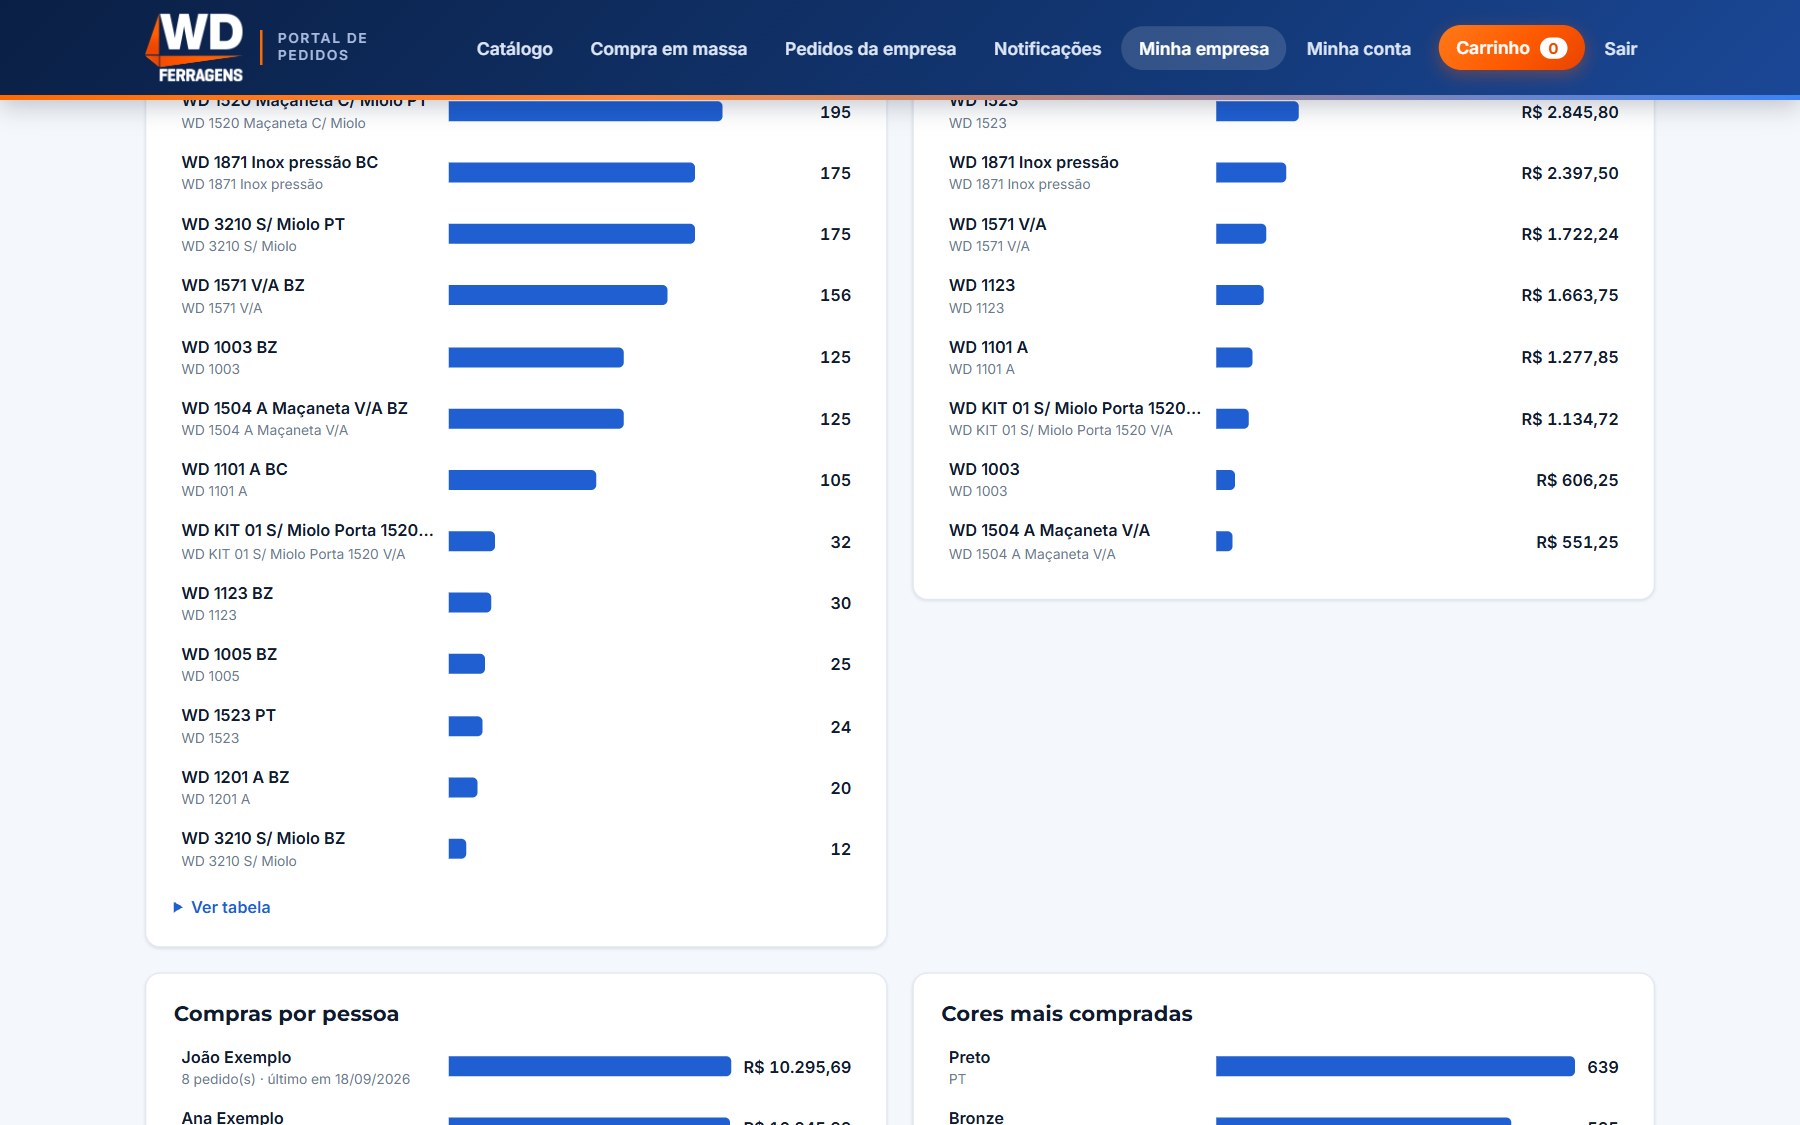 WD
FERRAGENS
PORTAL DE
PEDIDOS
Catálogo
Compra em massa
Pedidos da empresa
Notificações
Minha empresa
Minha conta
Carrinho 0
Sair
WD 1520 Maçaneta C/ Miolo PT
WD 1520 Maçaneta C/ Miolo
195
WD 1871 Inox pressão BC
WD 1871 Inox pressão
175
WD 3210 S/ Miolo PT
WD 3210 S/ Miolo
175
WD 1571 V/A BZ
WD 1571 V/A
156
WD 1003 BZ
WD 1003
125
WD 1504 A Maçaneta V/A BZ
WD 1504 A Maçaneta V/A
125
WD 1101 A BC
WD 1101 A
105
WD KIT 01 S/ Miolo Porta 1520...
WD KIT 01 S/ Miolo Porta 1520 V/A
32
WD 1123 BZ
WD 1123
30
WD 1005 BZ
WD 1005
25
WD 1523 PT
WD 1523
24
WD 1201 A BZ
WD 1201 A
20
WD 3210 S/ Miolo BZ
WD 3210 S/ Miolo
12
▶ Ver tabela
WD 1523
WD 1523
R$ 2.845,80
WD 1871 Inox pressão
WD 1871 Inox pressão
R$ 2.397,50
WD 1571 V/A
WD 1571 V/A
R$ 1.722,24
WD 1123
WD 1123
R$ 1.663,75
WD 1101 A
WD 1101 A
R$ 1.277,85
WD KIT 01 S/ Miolo Porta 1520...
WD KIT 01 S/ Miolo Porta 1520 V/A
R$ 1.134,72
WD 1003
WD 1003
R$ 606,25
WD 1504 A Maçaneta V/A
WD 1504 A Maçaneta V/A
R$ 551,25
Compras por pessoa
João Exemplo
8 pedido(s) · último em 18/09/2026
R$ 10.295,69
Ana Exemplo
Cores mais compradas
Preto
PT
639
Bronze